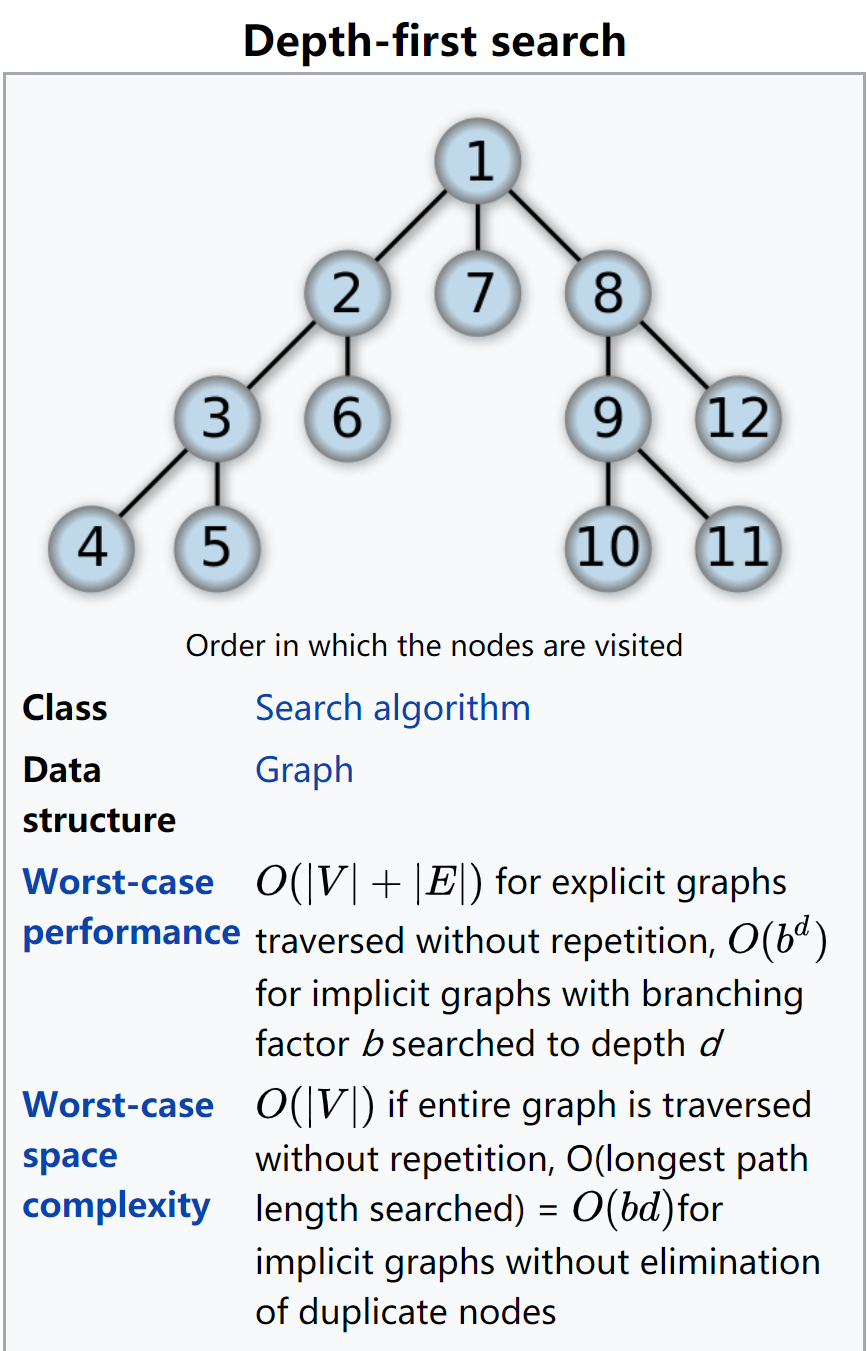 Depth-first search
1
2 7 8
3 6 9 12
4 5 10 11
Order in which the nodes are visited
Class Search algorithm
Data Graph
structure
Worst-case O(|V| + |E|) for explicit graphs
performance traversed without repetition, O(b^d)
for implicit graphs with branching
factor b searched to depth d
Worst-case O(|V|) if entire graph is traversed
space without repetition, O(longest path
complexity length searched) = O(bd)for
implicit graphs without elimination
of duplicate nodes